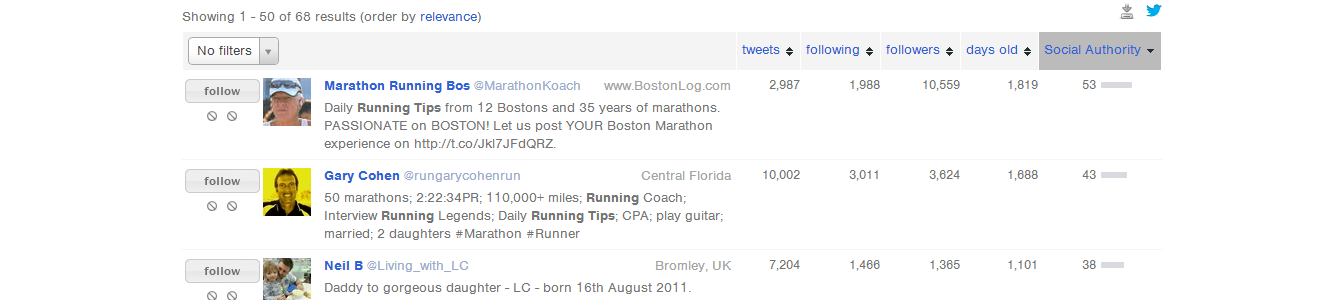 Showing 1 - 50 of 68 results (order by relevance)
No filters
tweets following followers days old Social Authority
follow
Marathon Running Bos @MarathonKoach www.BostonLog.com 2,987 1,988 10,559 1,819 53
Daily Running Tips from 12 Bostons and 35 years of marathons.
PASSIONATE on BOSTON! Let us post YOUR Boston Marathon
experience on http://t.co/Jkl7JFdQRZ.
follow
Gary Cohen @rungarycohenrun Central Florida 10,002 3,011 3,624 1,688 43
50 marathons; 2:22:34PR; 110,000+ miles; Running Coach;
Interview Running Legends; Daily Running Tips; CPA; play guitar;
married; 2 daughters #Marathon #Runner
follow
Neil B @Living_with_LC Bromley, UK 7,204 1,466 1,365 1,101 38
Daddy to gorgeous daughter - LC - born 16th August 2011.